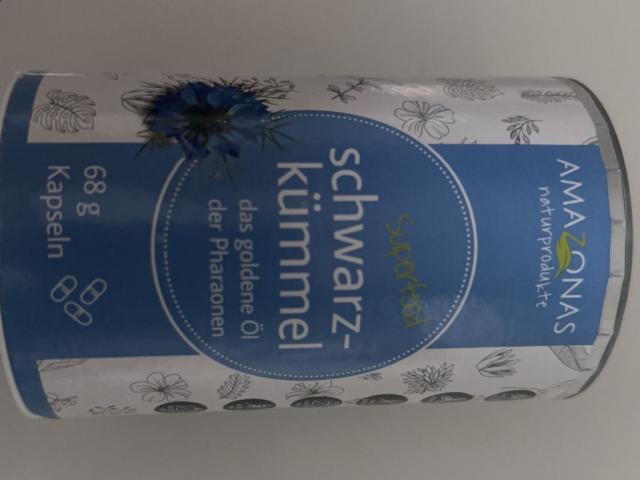 AMAZONAS
naturprodukte
Superfood
schwarz-
kümmel
das goldene Öl
der Pharaonen
68 g
Kapseln